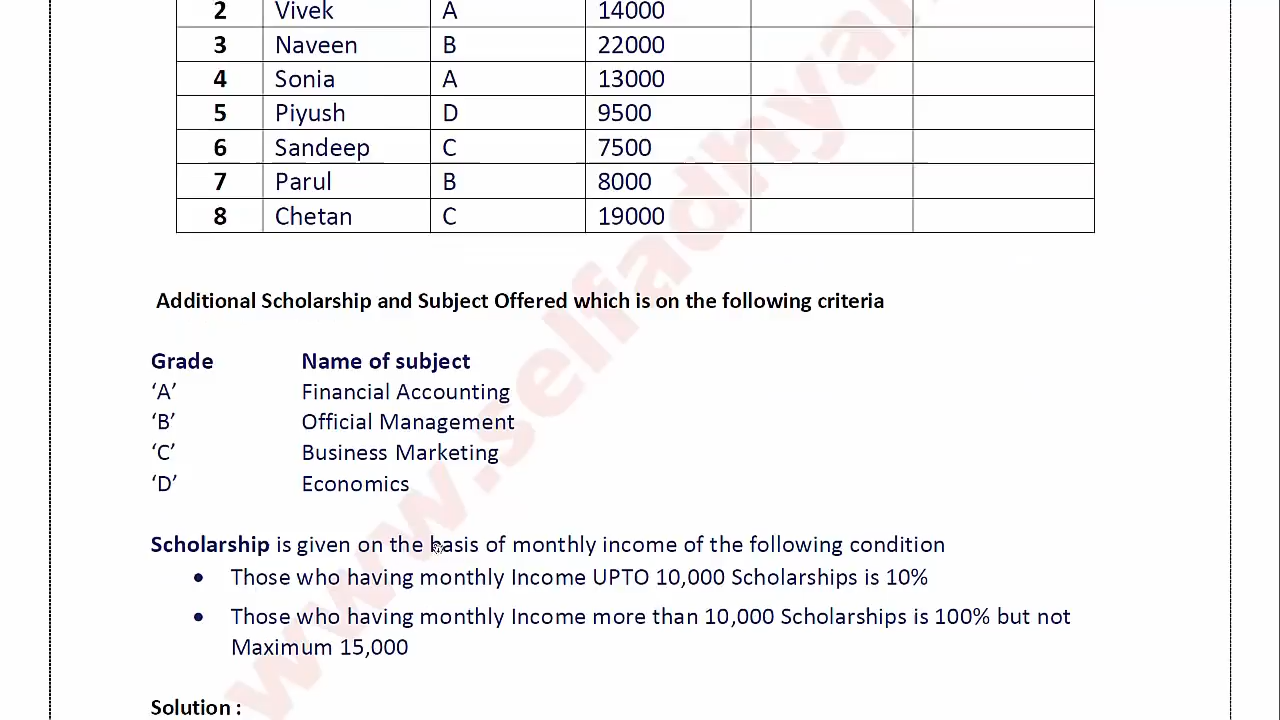 2 Vivek A 14000
3 Naveen B 22000
4 Sonia A 13000
5 Piyush D 9500
6 Sandeep C 7500
7 Parul B 8000
8 Chetan C 19000
Additional Scholarship and Subject Offered which is on the following criteria
Grade Name of subject
‘A’ Financial Accounting
‘B’ Official Management
‘C’ Business Marketing
‘D’ Economics
Scholarship is given on the basis of monthly income of the following condition
• Those who having monthly Income UPTO 10,000 Scholarships is 10%
• Those who having monthly Income more than 10,000 Scholarships is 100% but not
Maximum 15,000
Solution :